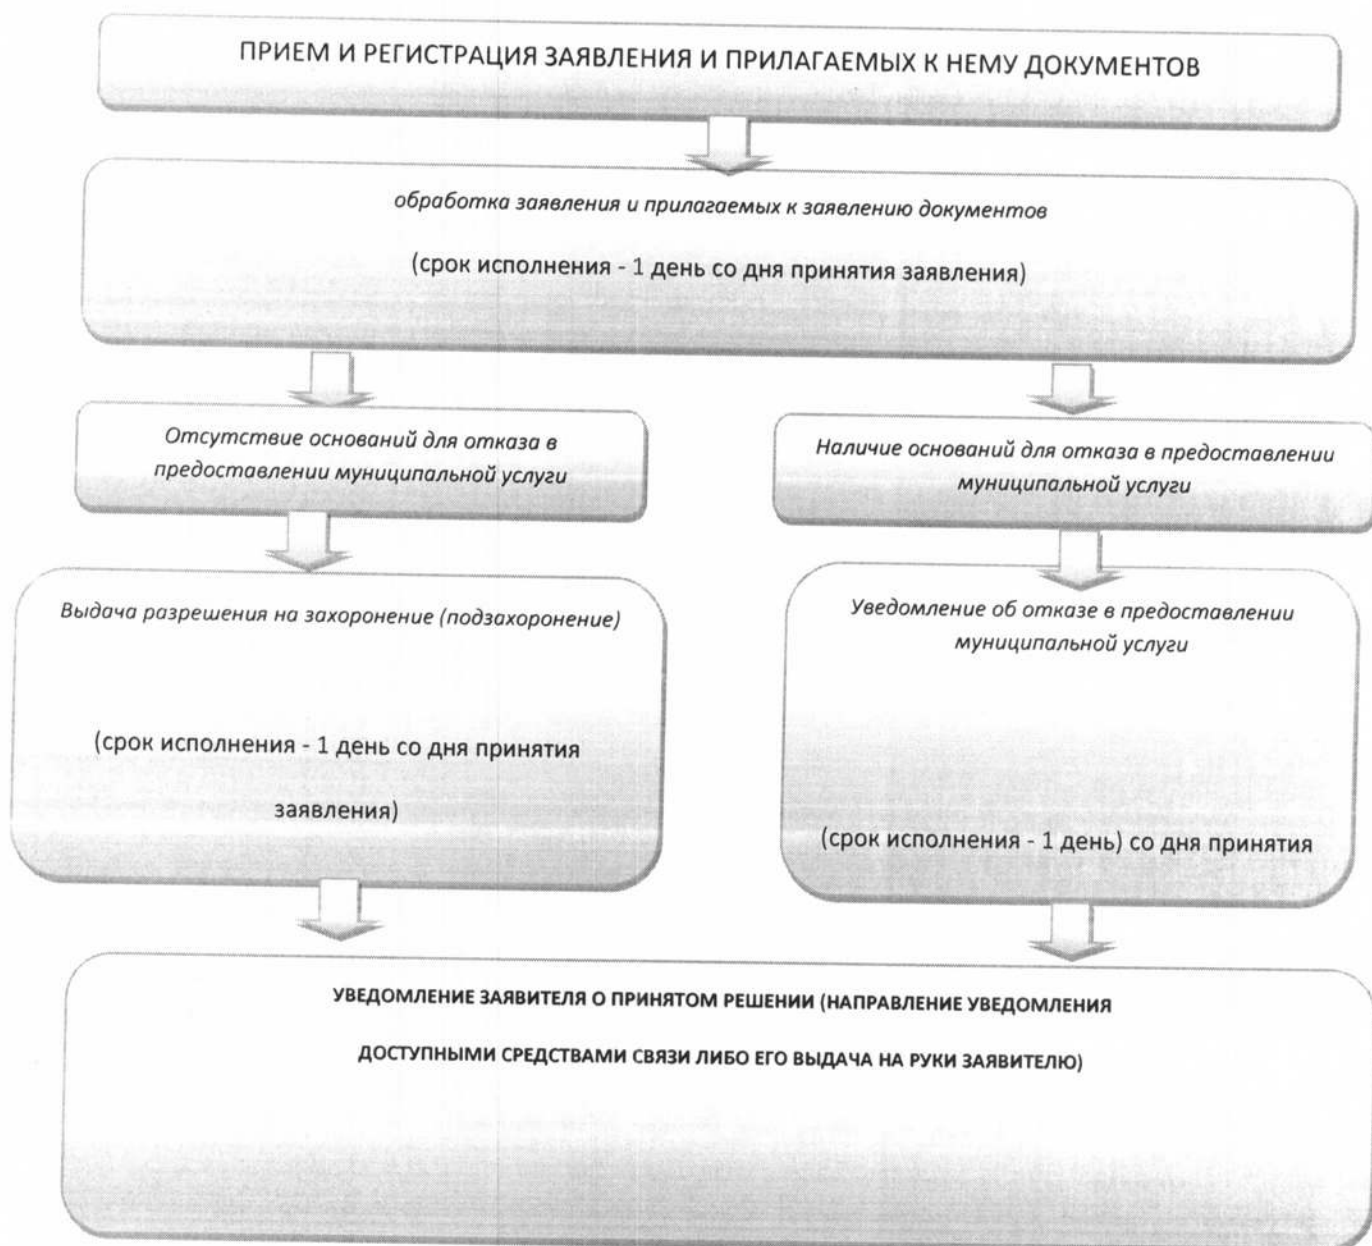 ПРИЕМ И РЕГИСТРАЦИЯ ЗАЯВЛЕНИЯ И ПРИЛАГАЕМЫХ К НЕМУ ДОКУМЕНТОВ
обработка заявления и прилагаемых к заявлению документов
(срок исполнения - 1 день со дня принятия заявления)
Отсутствие оснований для отказа в
предоставлении муниципальной услуги
Наличие оснований для отказа в предоставлении
муниципальной услуги
Выдача разрешения на захоронение (подзахоронение)
(срок исполнения - 1 день со дня принятия
заявления)
Уведомление об отказе в предоставлении
муниципальной услуги
(срок исполнения - 1 день) со дня принятия
УВЕДОМЛЕНИЕ ЗАЯВИТЕЛЯ О ПРИНЯТОМ РЕШЕНИИ (НАПРАВЛЕНИЕ УВЕДОМЛЕНИЯ
ДОСТУПНЫМИ СРЕДСТВАМИ СВЯЗИ ЛИБО ЕГО ВЫДАЧА НА РУКИ ЗАЯВИТЕЛЮ)